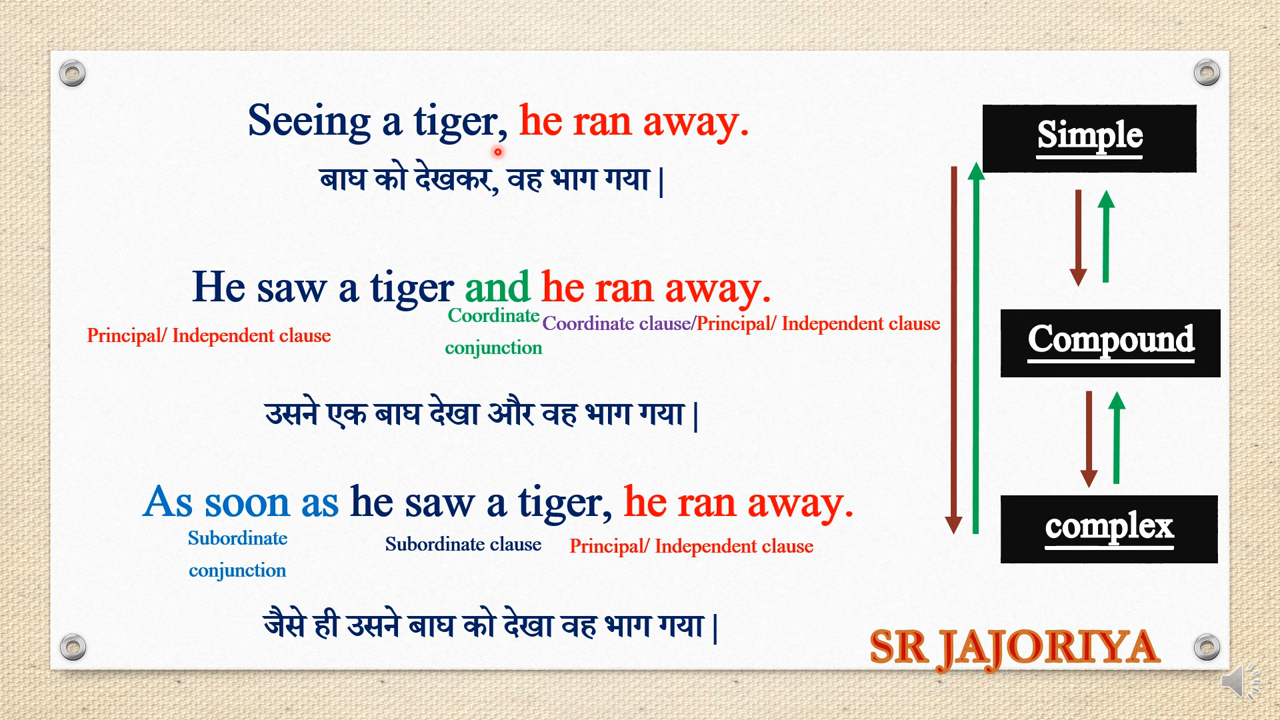 Seeing a tiger, he ran away.
Simple
बाघ को देखकर, वह भाग गया |
He saw a tiger and he ran away.
Principal/ Independent clause
Coordinate
conjunction
Coordinate clause/Principal/ Independent clause
Compound
उसने एक बाघ देखा और वह भाग गया |
As soon as he saw a tiger, he ran away.
Subordinate
conjunction
Subordinate clause
Principal/ Independent clause
complex
जैसे ही उसने बाघ को देखा वह भाग गया |
SR JAJORIYA